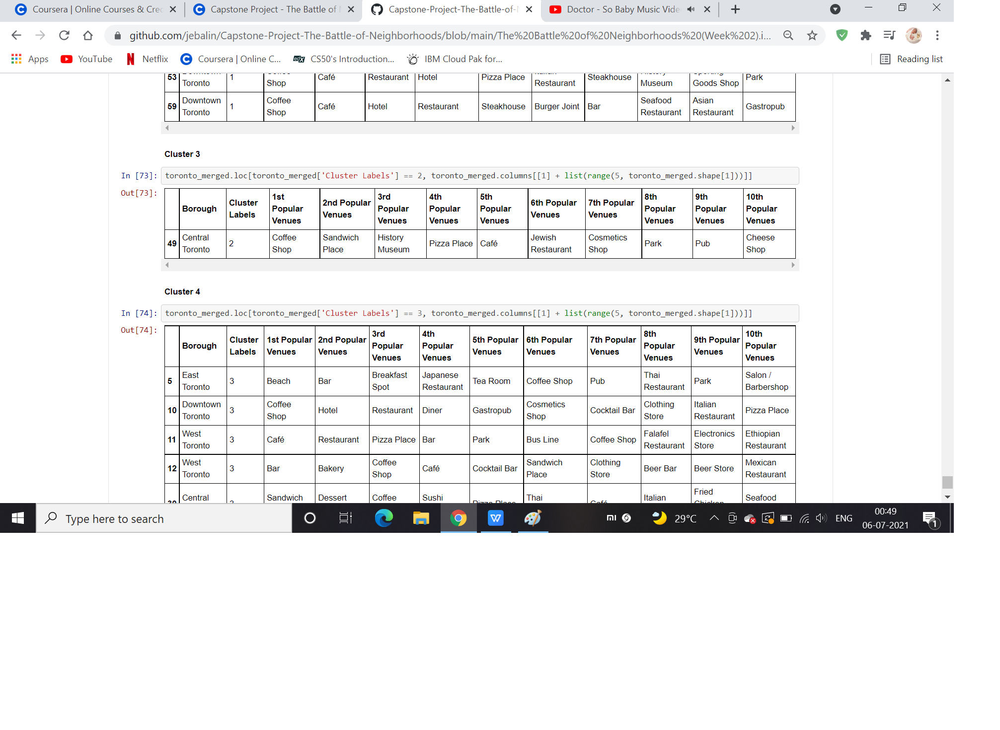 Coursera | Online Courses & Cred
Capstone Project - The Battle of N
Capstone-Project-The-Battle-of-N
Doctor - So Baby Music Vide
github.com/jebalin/Capstone-Project-The-Battle-of-Neighborhoods/blob/main/The%20Battle%20of%20Neighborhoods%20(Week%202).i...
Apps YouTube Netflix Coursera | Online C... edX CS50's Introduction... IBM Cloud Pak for... Reading list
53 Toronto 1 Shop Café Restaurant Hotel Pizza Place Restaurant Steakhouse Museum Goods Shop Park
59 Downtown Toronto 1 Coffee Shop Café Hotel Restaurant Steakhouse Burger Joint Bar Seafood Restaurant Asian Restaurant Gastropub
Cluster 3
In [73]: toronto_merged.loc[toronto_merged['Cluster Labels'] == 2, toronto_merged.columns[[1] + list(range(5, toronto_merged.shape[1]))]]
Out[73]:
Borough Cluster Labels 1st Popular Venues 2nd Popular Venues 3rd Popular Venues 4th Popular Venues 5th Popular Venues 6th Popular Venues 7th Popular Venues 8th Popular Venues 9th Popular Venues 10th Popular Venues
49 Central Toronto 2 Coffee Shop Sandwich Place History Museum Pizza Place Café Jewish Restaurant Cosmetics Shop Park Pub Cheese Shop
Cluster 4
In [74]: toronto_merged.loc[toronto_merged['Cluster Labels'] == 3, toronto_merged.columns[[1] + list(range(5, toronto_merged.shape[1]))]]
Out[74]:
Borough Cluster Labels 1st Popular Venues 2nd Popular Venues 3rd Popular Venues 4th Popular Venues 5th Popular Venues 6th Popular Venues 7th Popular Venues 8th Popular Venues 9th Popular Venues 10th Popular Venues
5 East Toronto 3 Beach Bar Breakfast Spot Japanese Restaurant Tea Room Coffee Shop Pub Thai Restaurant Park Salon / Barbershop
10 Downtown Toronto 3 Coffee Shop Hotel Restaurant Diner Gastropub Cosmetics Shop Cocktail Bar Clothing Store Italian Restaurant Pizza Place
11 West Toronto 3 Café Restaurant Pizza Place Bar Park Bus Line Coffee Shop Falafel Restaurant Electronics Store Ethiopian Restaurant
12 West Toronto 3 Bar Bakery Coffee Shop Café Cocktail Bar Sandwich Place Clothing Store Beer Bar Beer Store Mexican Restaurant
Central Sandwich Dessert Coffee Sushi Pizza Place Thai Café Italian Fried Chicken Seafood
Type here to search
mi 29°C ENG 00:49
06-07-2021 1